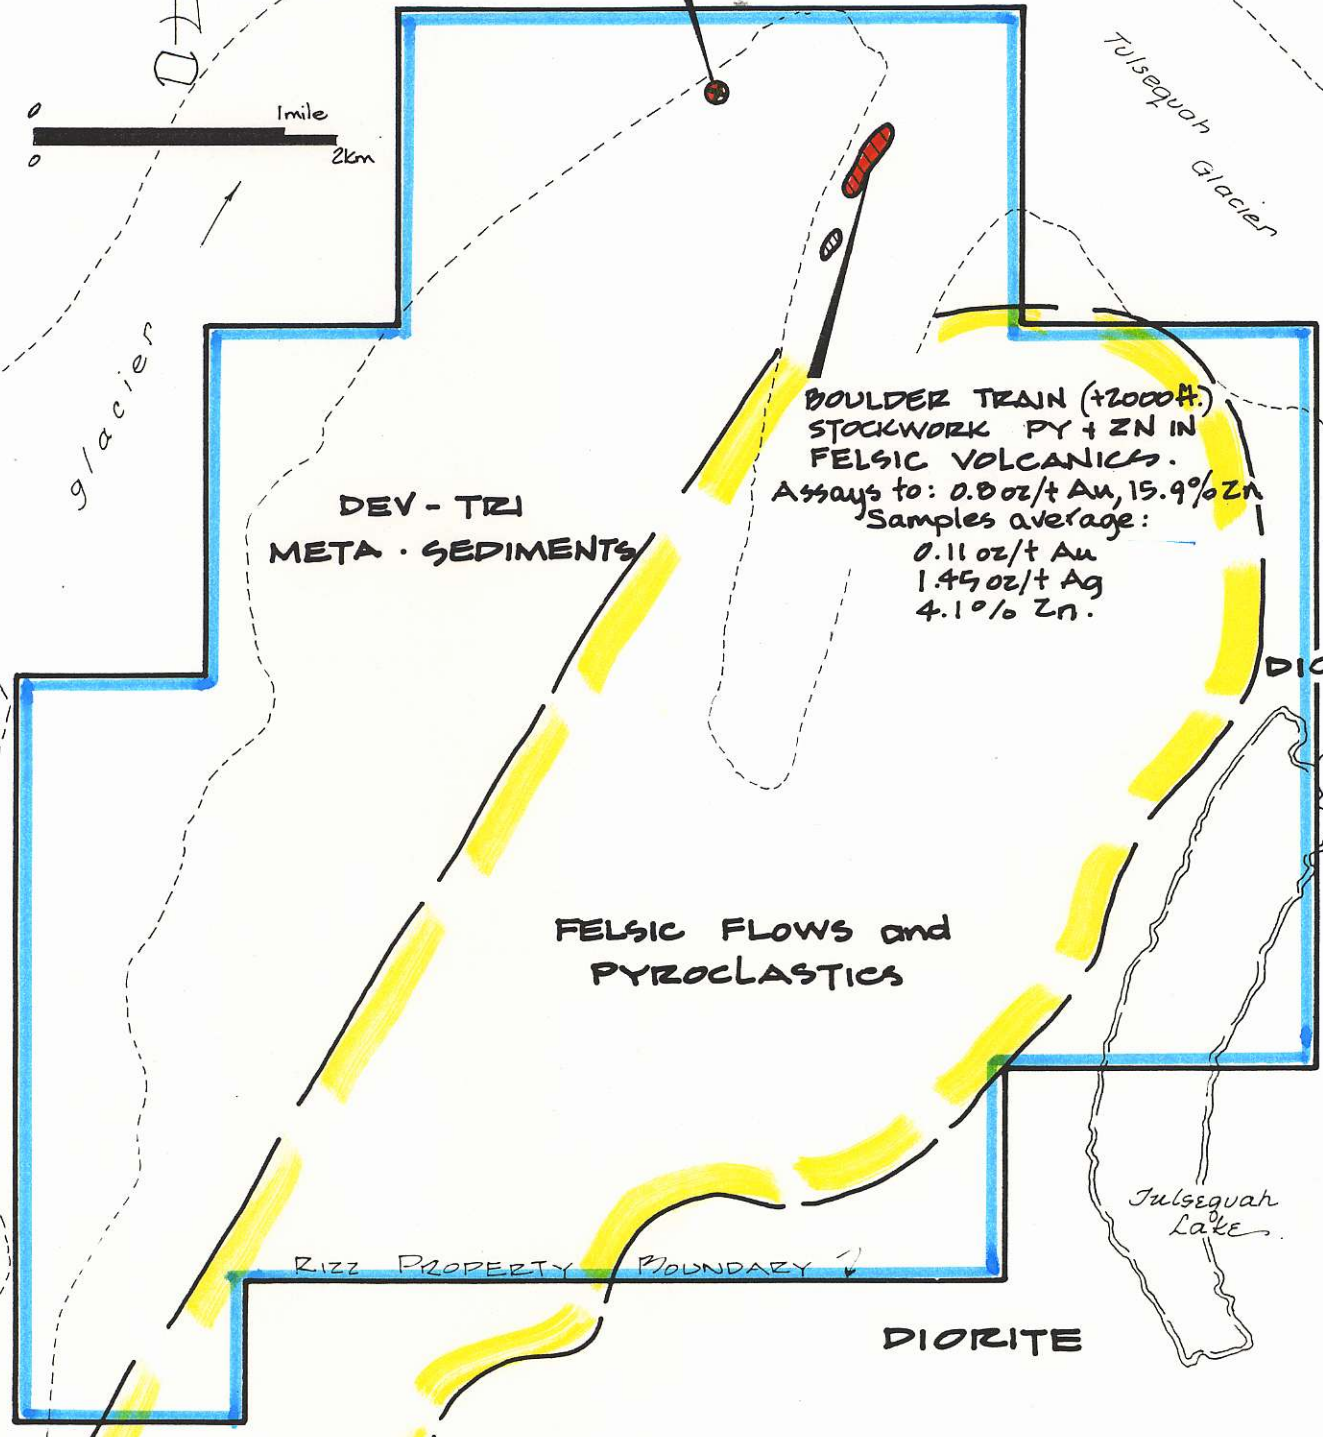 0
1mile
0
2km
Tulsequah
Glacier
glacier
BOULDER TRAIN (+2000ft.)
STOCKWORK PY + ZN IN
FELSIC VOLCANICS.
Assays to: 0.8 oz/t Au, 15.9% Zn
Samples average:
0.11 oz/t Au
1.45 oz/t Ag
4.1% Zn.
DEV - TRI
META - SEDIMENTS
FELSIC FLOWS and
PYROCLASTICS
Tulsequah
Lake
RIZZ PROPERTY BOUNDARY
DIORITE